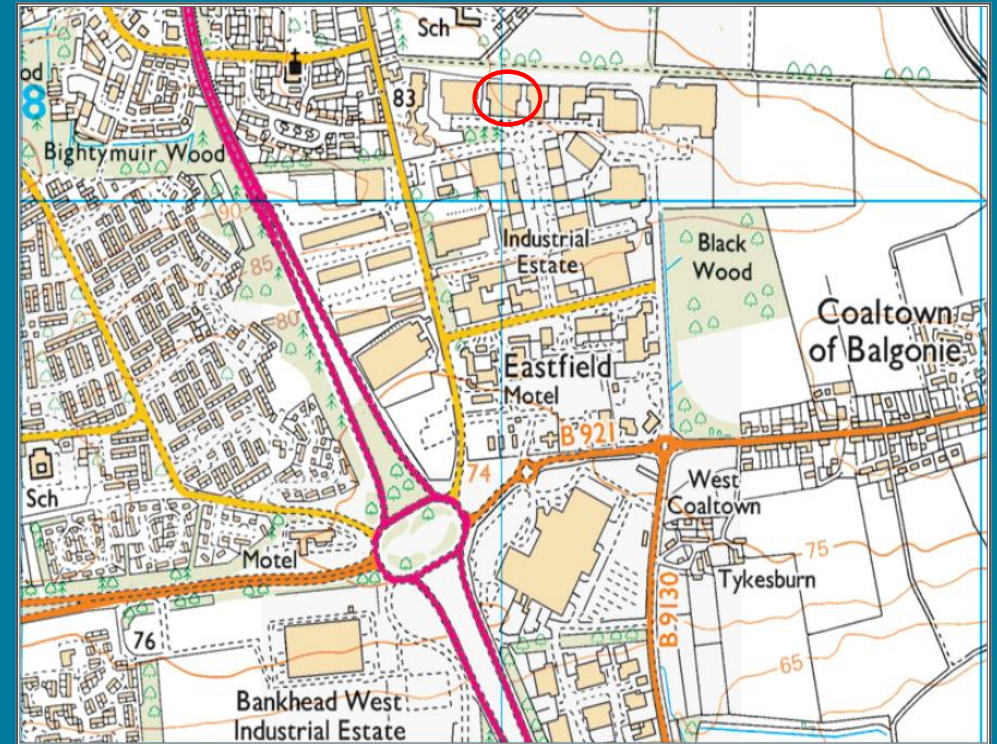 Sch
od
8
83
Bightymuir Wood
90
Industrial
Estate
Black
Wood
85
80
Coaltown
of Balgonie
Eastfield
Motel
B 921
74
Sch
West
Coaltown
Motel
75
Tykesburn
B 9130
76
65
Bankhead West
Industrial Estate